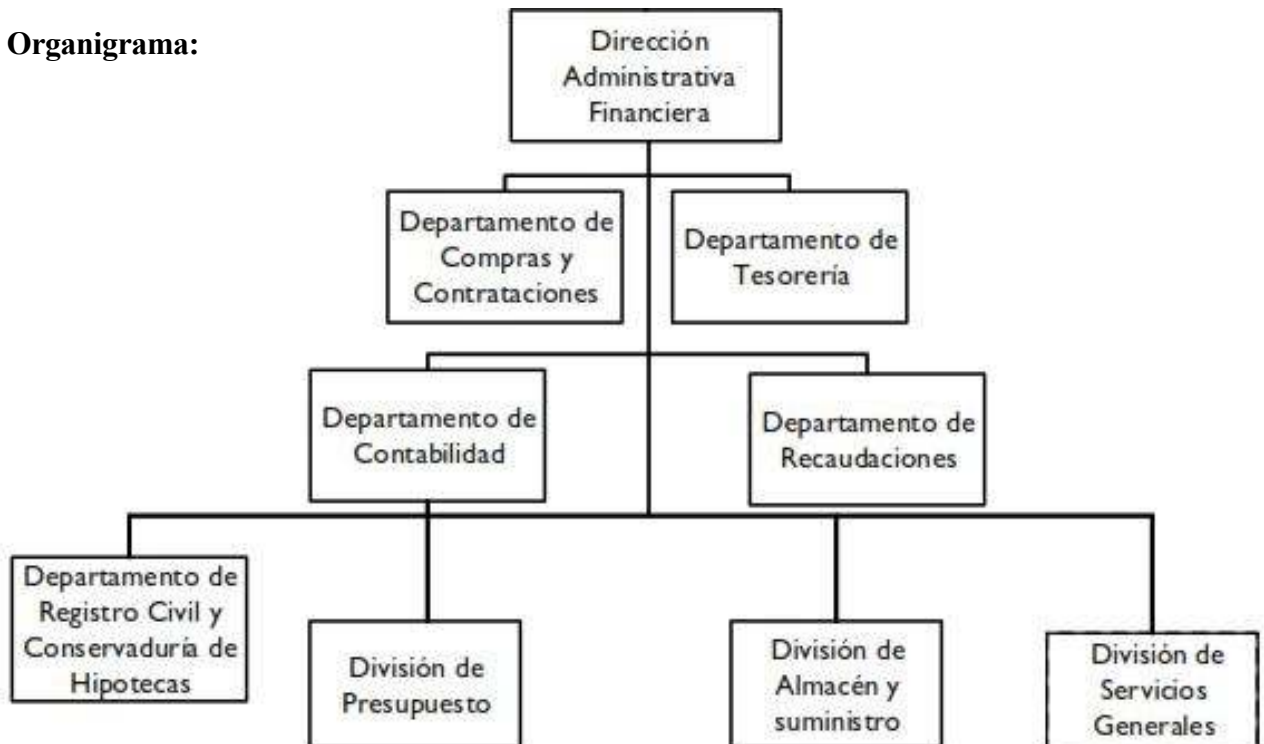 Organigrama:
Dirección
Administrativa
Financiera
Departamento de
Compras y
Contrataciones
Departamento de
Tesorería
Departamento de
Contabilidad
Departamento de
Recaudaciones
Departamento de
Registro Civil y
Conservaduría de
Hipotecas
División de
Presupuesto
División de
Almacén y
suministro
División de
Servicios
Generales